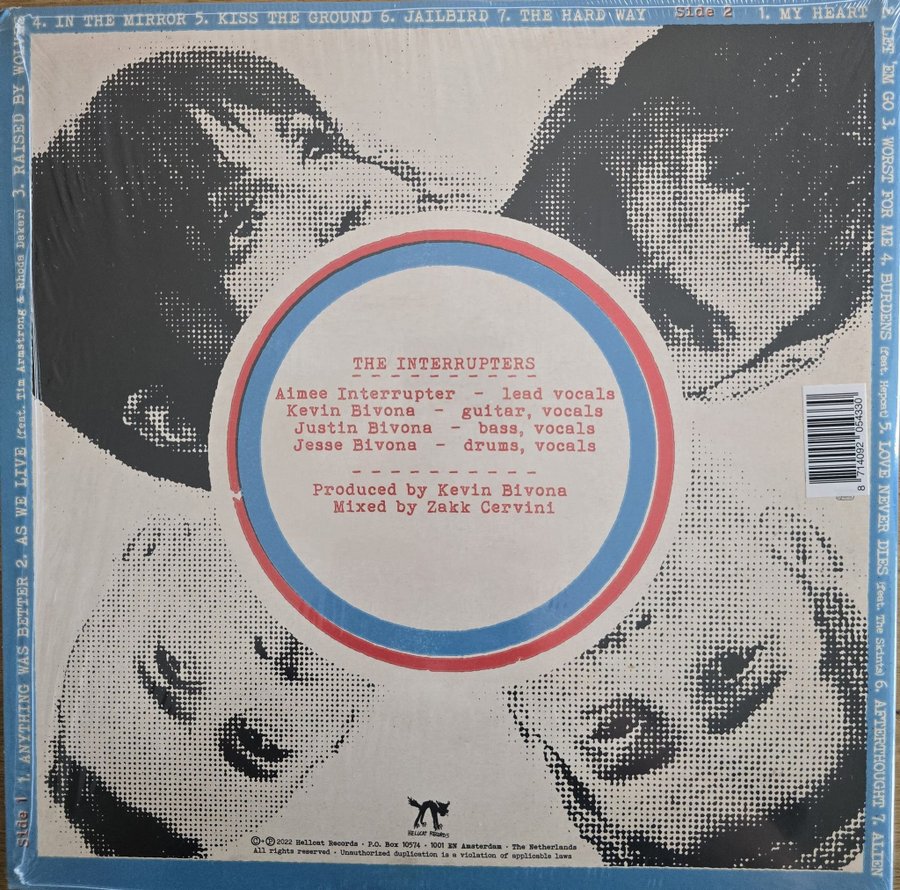 Side 1 1. ANYTHING WAS BETTER 2. AS WE LIVE (feat. Tim Armstrong & Rhoda Daker) 3. RAISED BY WOLVES
4. IN THE MIRROR 5. KISS THE GROUND 6. JAILBIRD 7. THE HARD WAY Side 2 1. MY HEART
2. LET 'EM GO 3. WORST FOR ME 4. BURDENS (feat. Hepcat) 5. LOVE NEVER DIES (feat. The Skints) 6. AFTERTHOUGHT 7. ALIEN
THE INTERRUPTERS
Aimee Interrupter - lead vocals
Kevin Bivona - guitar, vocals
Justin Bivona - bass, vocals
Jesse Bivona - drums, vocals
Produced by Kevin Bivona
Mixed by Zakk Cervini
8 714092 054330
HELLCAT RECORDS
©+℗ 2022 Hellcat Records · P.O. Box 10574 · 1001 EN Amsterdam · The Netherlands
All rights reserved · Unauthorized duplication is a violation of applicable laws